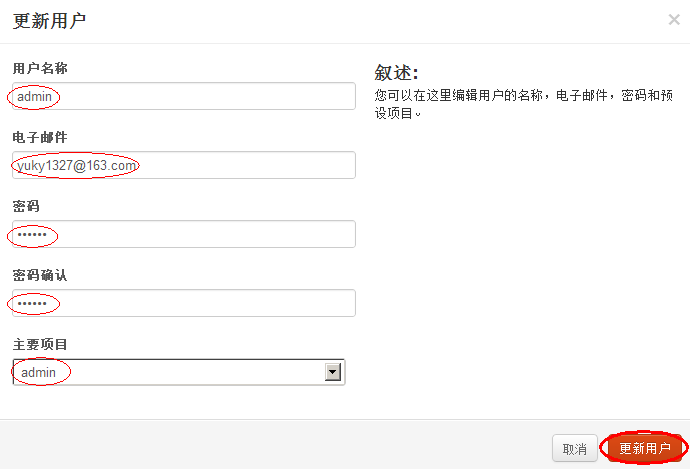 更新用户
×
用户名称
admin
电子邮件
yuky1327@163.com
密码
••••••
密码确认
••••••
主要项目
admin
叙述:
您可以在这里编辑用户的名称，电子邮件，密码和预
设项目。
取消
更新用户